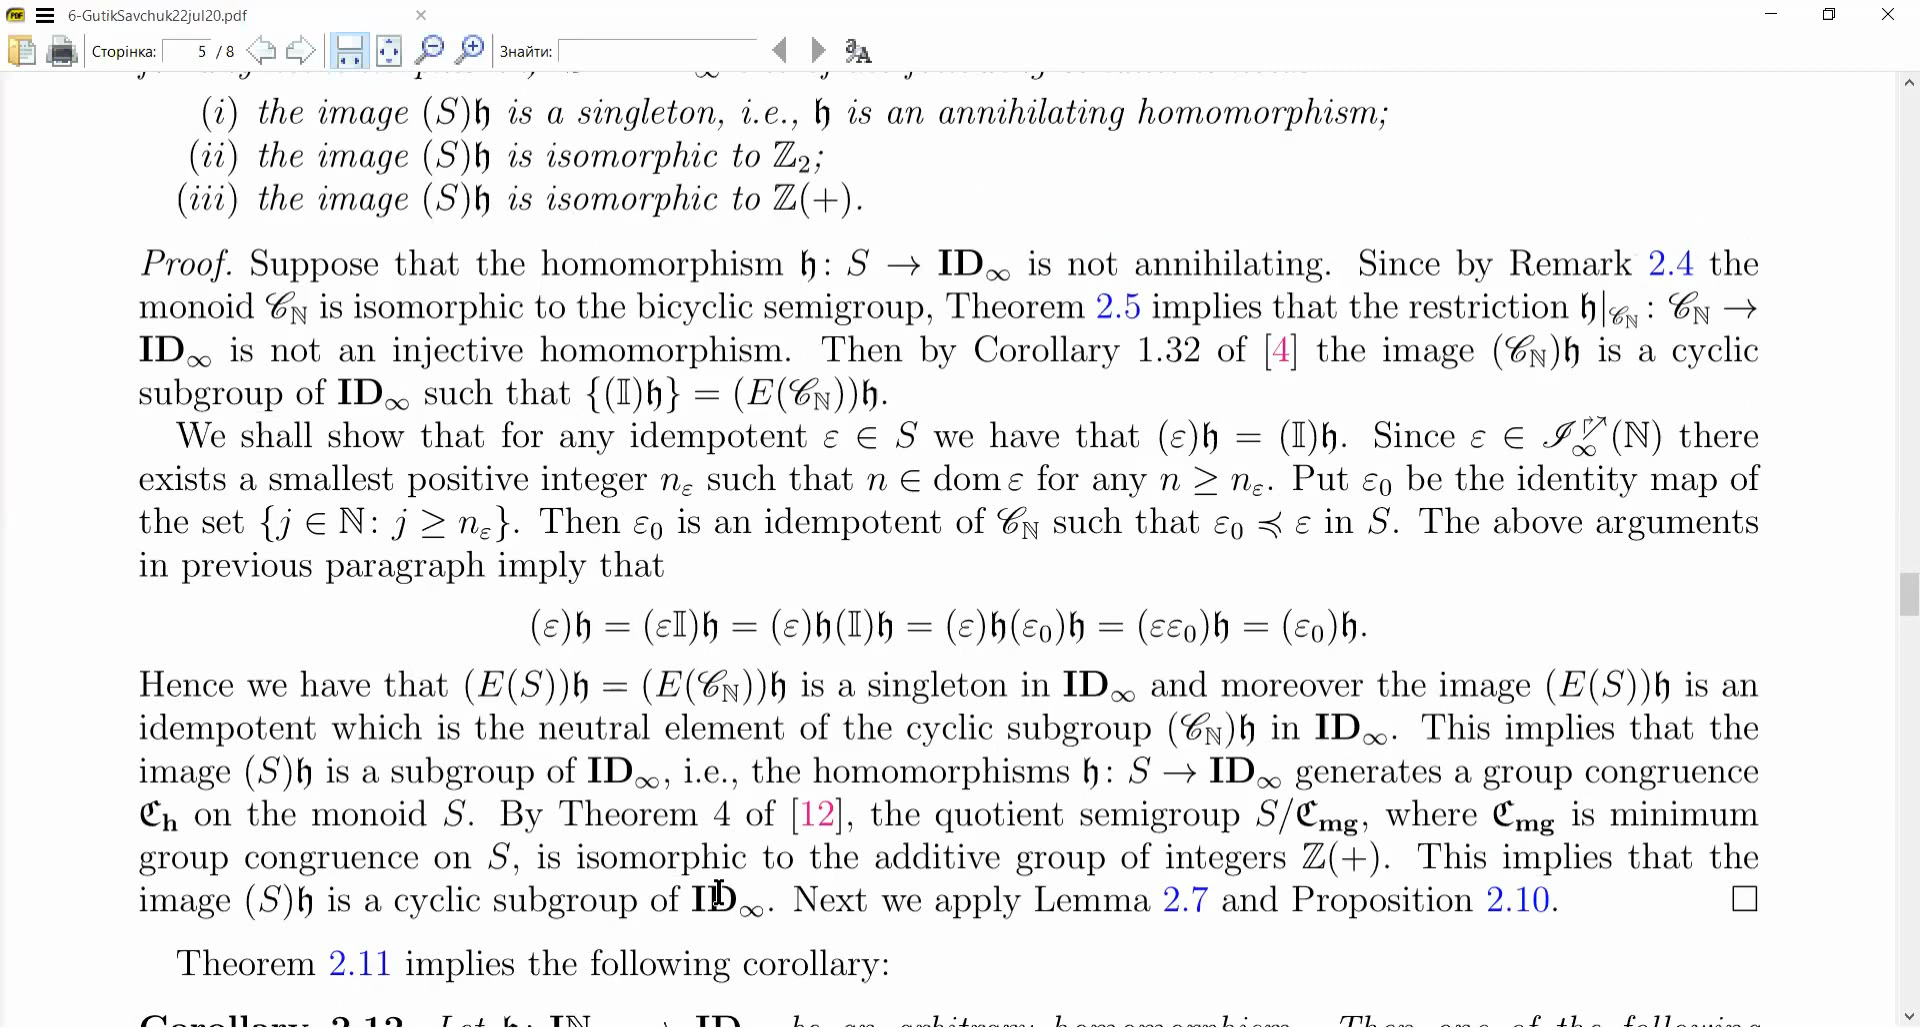 6-GutikSavchuk22jul20.pdf
Сторінка: 5 / 8 Знайти:
(i) the image (S)𝔥 is a singleton, i.e., 𝔥 is an annihilating homomorphism;
(ii) the image (S)𝔥 is isomorphic to ℤ₂;
(iii) the image (S)𝔥 is isomorphic to ℤ(+).
Proof. Suppose that the homomorphism 𝔥: S → ID∞ is not annihilating. Since by Remark 2.4 the
monoid 𝒞ℕ is isomorphic to the bicyclic semigroup, Theorem 2.5 implies that the restriction 𝔥|𝒞ℕ : 𝒞ℕ →
ID∞ is not an injective homomorphism. Then by Corollary 1.32 of [4] the image (𝒞ℕ)𝔥 is a cyclic
subgroup of ID∞ such that {(𝕀)𝔥} = (E(𝒞ℕ))𝔥.
We shall show that for any idempotent ε ∈ S we have that (ε)𝔥 = (𝕀)𝔥. Since ε ∈ ℐ∞↗(ℕ) there
exists a smallest positive integer nε such that n ∈ dom ε for any n ≥ nε. Put ε₀ be the identity map of
the set {j ∈ ℕ: j ≥ nε}. Then ε₀ is an idempotent of 𝒞ℕ such that ε₀ ≼ ε in S. The above arguments
in previous paragraph imply that
(ε)𝔥 = (ε𝕀)𝔥 = (ε)𝔥(𝕀)𝔥 = (ε)𝔥(ε₀)𝔥 = (εε₀)𝔥 = (ε₀)𝔥.
Hence we have that (E(S))𝔥 = (E(𝒞ℕ))𝔥 is a singleton in ID∞ and moreover the image (E(S))𝔥 is an
idempotent which is the neutral element of the cyclic subgroup (𝒞ℕ)𝔥 in ID∞. This implies that the
image (S)𝔥 is a subgroup of ID∞, i.e., the homomorphisms 𝔥: S → ID∞ generates a group congruence
ℭh on the monoid S. By Theorem 4 of [12], the quotient semigroup S/ℭmg, where ℭmg is minimum
group congruence on S, is isomorphic to the additive group of integers ℤ(+). This implies that the
image (S)𝔥 is a cyclic subgroup of ID∞. Next we apply Lemma 2.7 and Proposition 2.10. □
Theorem 2.11 implies the following corollary: